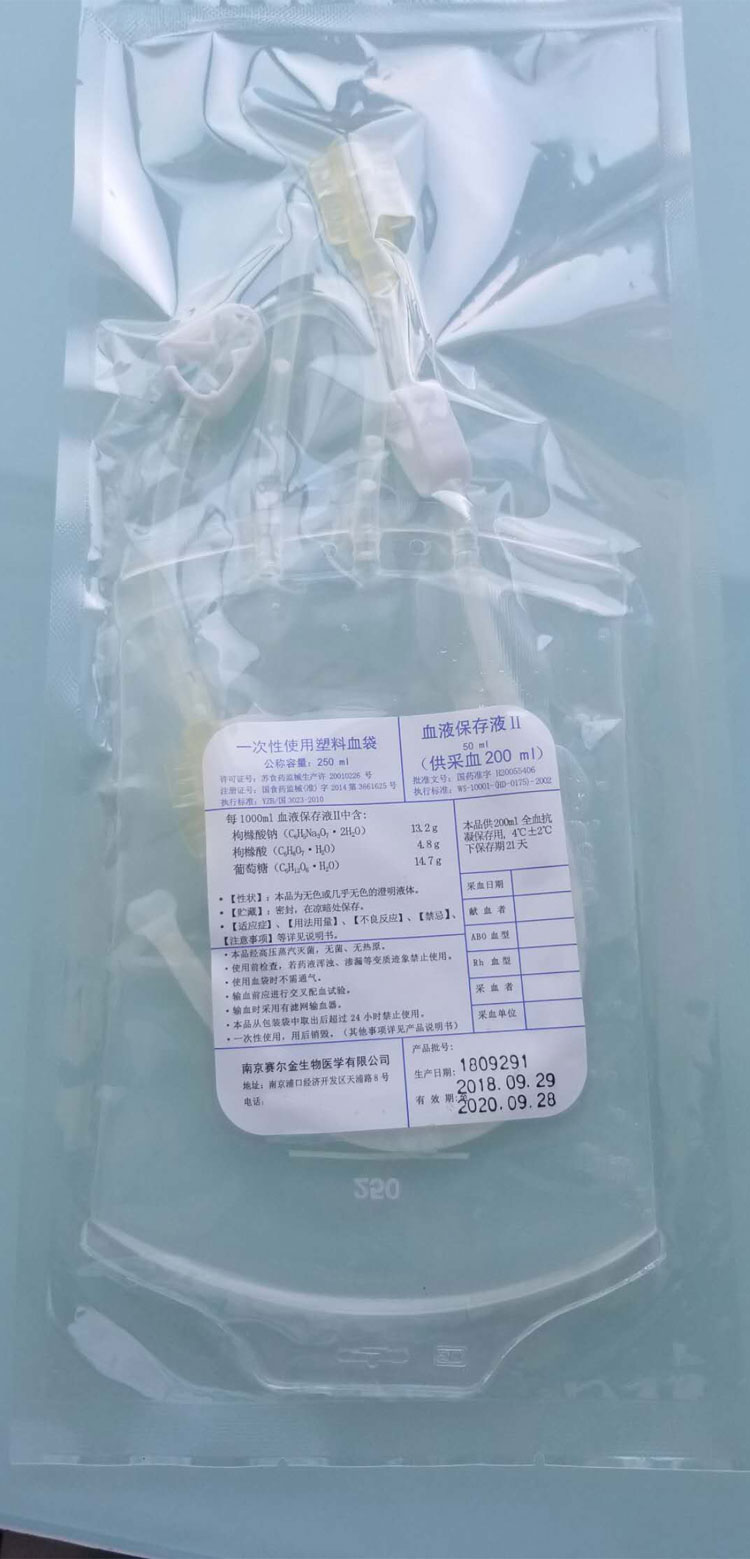 一次性使用塑料血袋
公称容量：250 ml
许可证号：苏食药监械生产许 20010226 号
注册证号：国食药监械(准) 字 2014 第 3661625 号
执行标准：YZB/国 3023-2010
血液保存液Ⅱ
50 ml
(供采血 200 ml)
批准文号：国药准字 H20055406
执行标准：WS-10001-(HD-0175)-2002
每1000ml 血液保存液Ⅱ中含:
枸橼酸钠（C₆H₅Na₃O₇・2H₂O） 13.2g
枸橼酸（C₆H₈O₇・H₂O） 4.8g
葡萄糖（C₆H₁₂O₆・H₂O） 14.7g
本品供200ml 全血抗
凝保存用，4℃±2℃
下保存期21天
・【性状】：本品为无色或几乎无色的澄明液体。
・【贮藏】：密封，在凉暗处保存。
・【适应症】、【用法用量】、【不良反应】、【禁忌】、
【注意事项】等详见说明书。
・本品经高压蒸汽灭菌，无菌、无热原。
・使用前检查，若药液浑浊、渗漏等变质迹象禁止使用。
・使用血袋时不需通气。
・输血前应进行交叉配血试验。
・输血时采用有滤网输血器。
・本品从包装袋中取出后超过 24 小时禁止使用。
・一次性使用，用后销毁。（其他事项详见产品说明书）
采血日期
献 血 者
ABO 血型
Rh 血型
采 血 者
采血单位
南京赛尔金生物医学有限公司
地址：南京浦口经济开发区天浦路 8 号
电话：
产品批号: 1809291
生产日期: 2018.09.29
有 效 期:至 2020.09.28
250